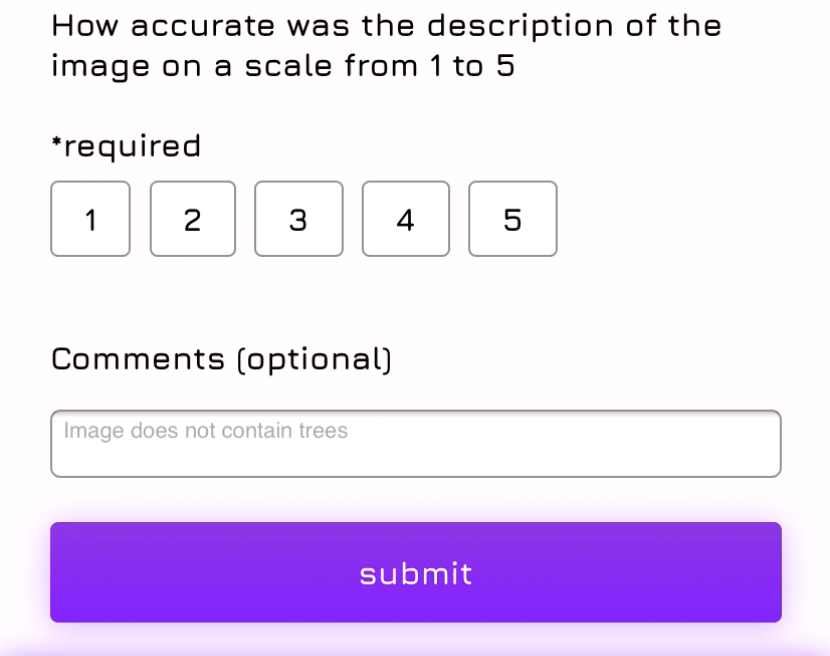 How accurate was the description of the
image on a scale from 1 to 5
*required
1 2 3 4 5
Comments (optional)
Image does not contain trees
submit